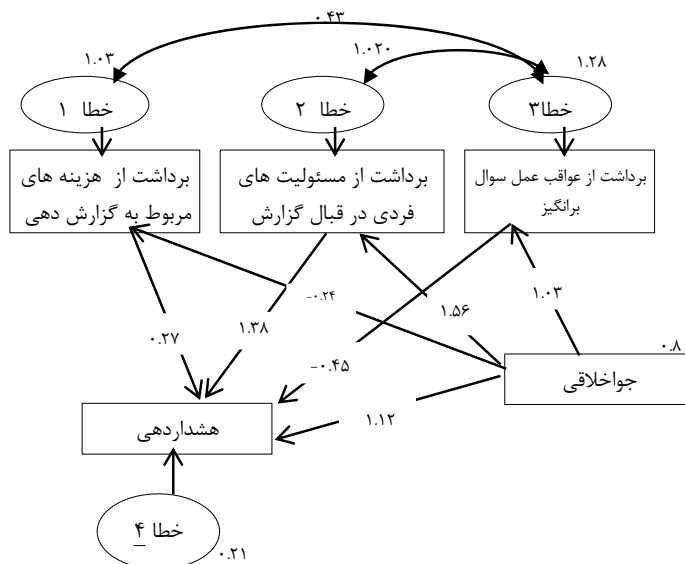 ۰.۴۳
۱.۰۳
۱.۰۲۰
۱.۲۸
خطا ۱
خطا ۲
خطا۳
برداشت از هزینه های
مربوط به گزارش دهی
برداشت از مسئولیت های
فردی در قبال گزارش
برداشت از عواقب عمل سوال
برانگیز
-۰.۲۴
۱.۰۳
۱.۵۶
۰.۲۷
۱.۳۸
-۰.۴۵
۰.۸
جواخلاقی
۱.۱۲
هشداردهی
خطا ۴
۰.۲۱